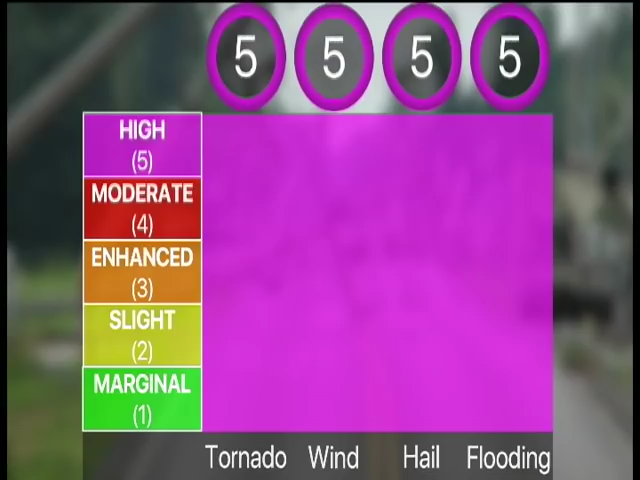 5 5 5 5
HIGH
(5)
MODERATE
(4)
ENHANCED
(3)
SLIGHT
(2)
MARGINAL
(1)
Tornado Wind Hail Flooding